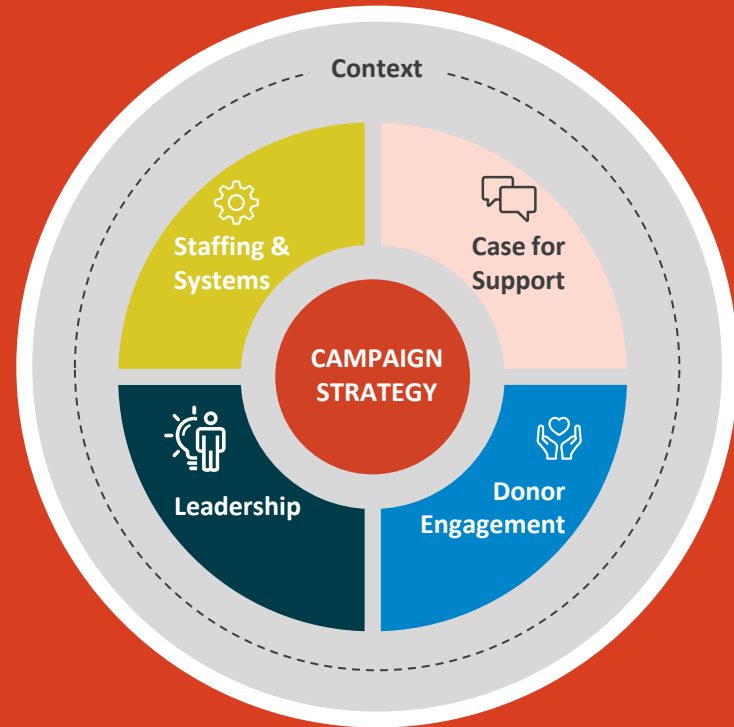 Context
Staffing &
Systems
Case for
Support
CAMPAIGN
STRATEGY
Leadership
Donor
Engagement